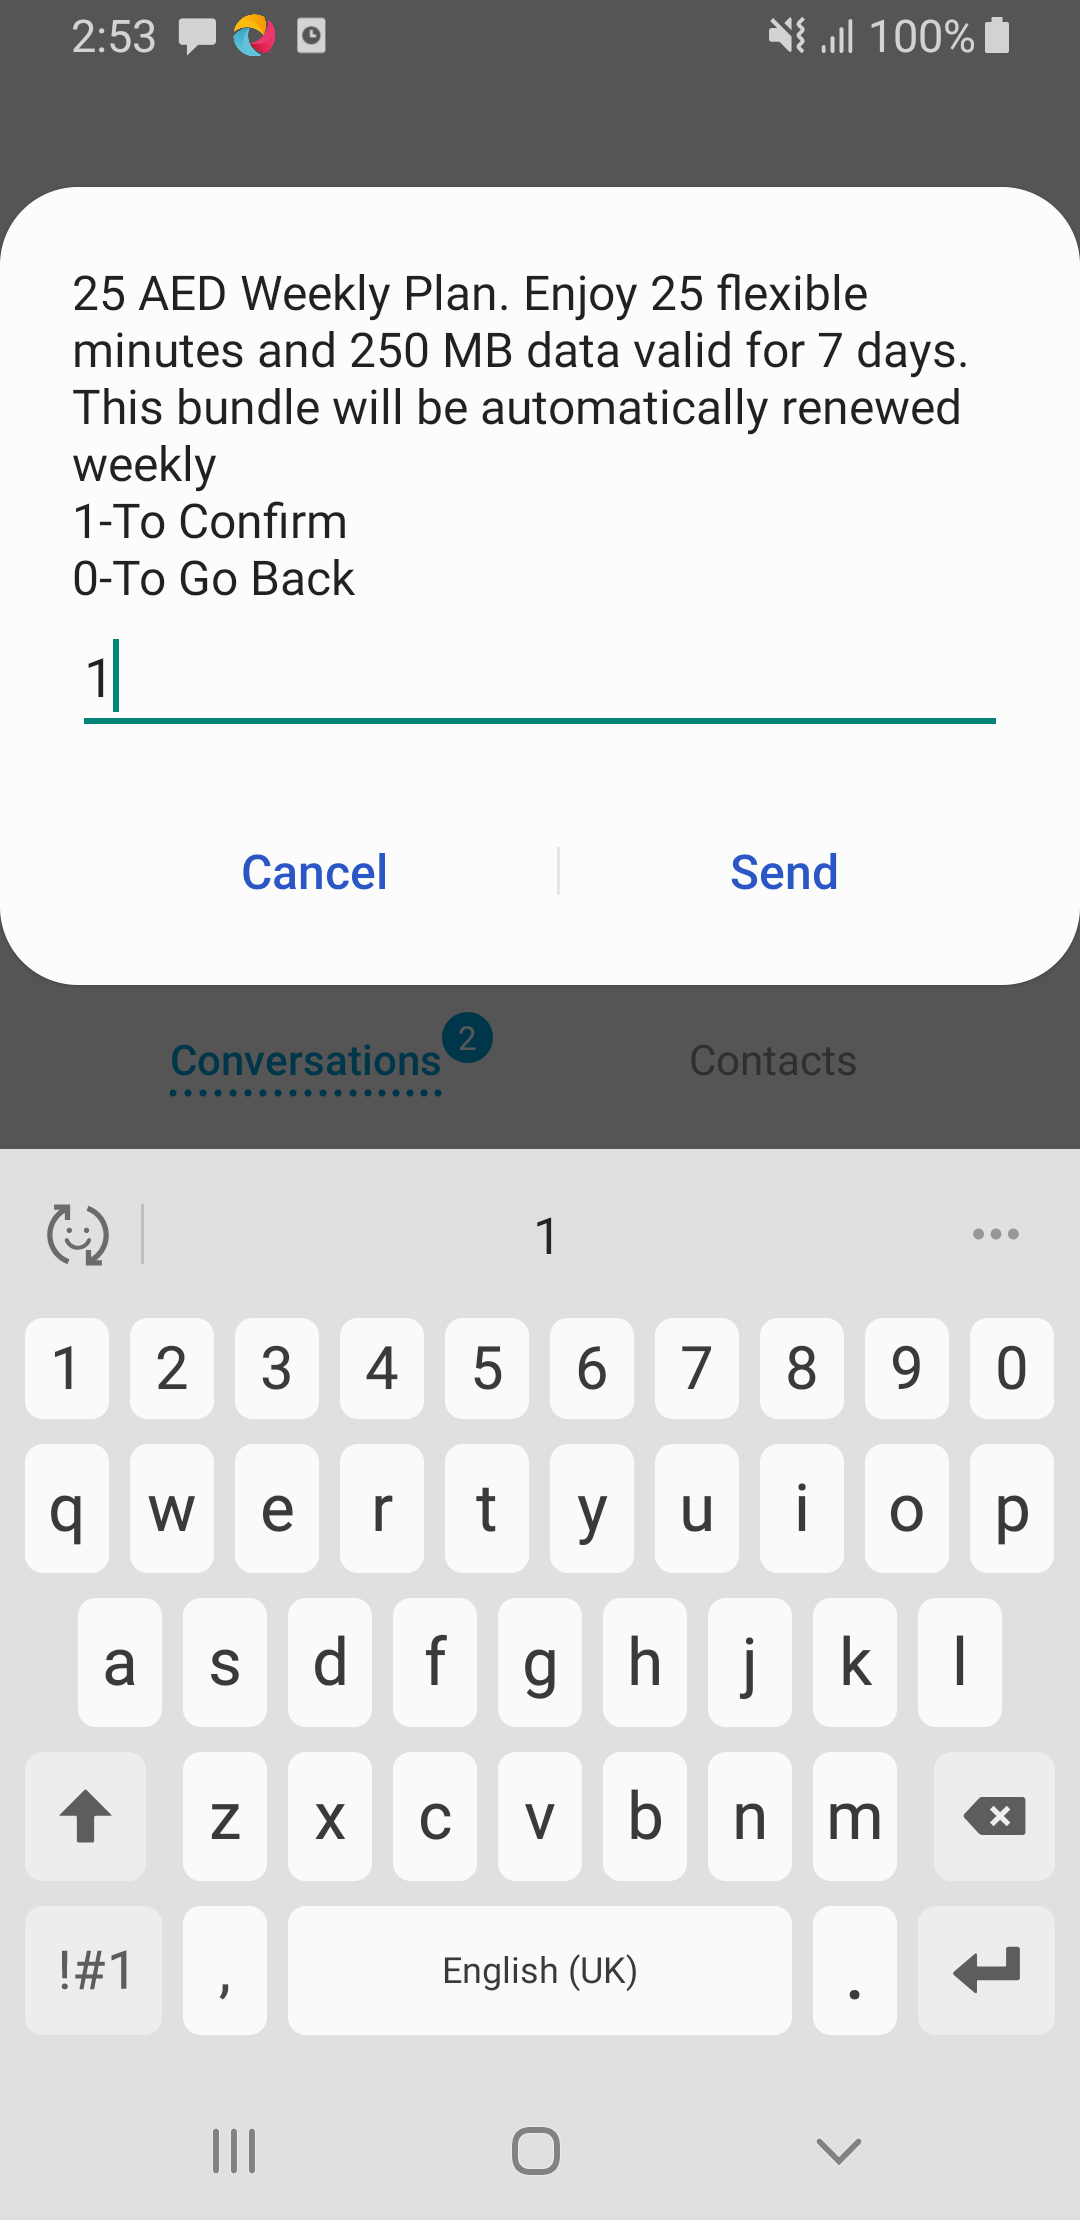 2:53 100%
25 AED Weekly Plan. Enjoy 25 flexible
minutes and 250 MB data valid for 7 days.
This bundle will be automatically renewed
weekly
1-To Confirm
0-To Go Back
1
Cancel Send
Conversations 2 Contacts
1
1 2 3 4 5 6 7 8 9 0
q w e r t y u i o p
a s d f g h j k l
z x c v b n m
!#1 , English (UK) .